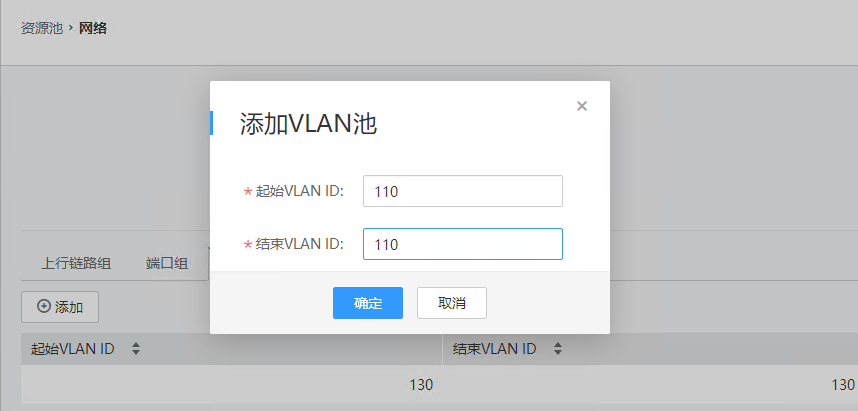 资源池 › 网络
添加VLAN池
×
* 起始VLAN ID: 110
* 结束VLAN ID: 110
上行链路组 端口组
确定 取消
添加
起始VLAN ID 结束VLAN ID
130 130